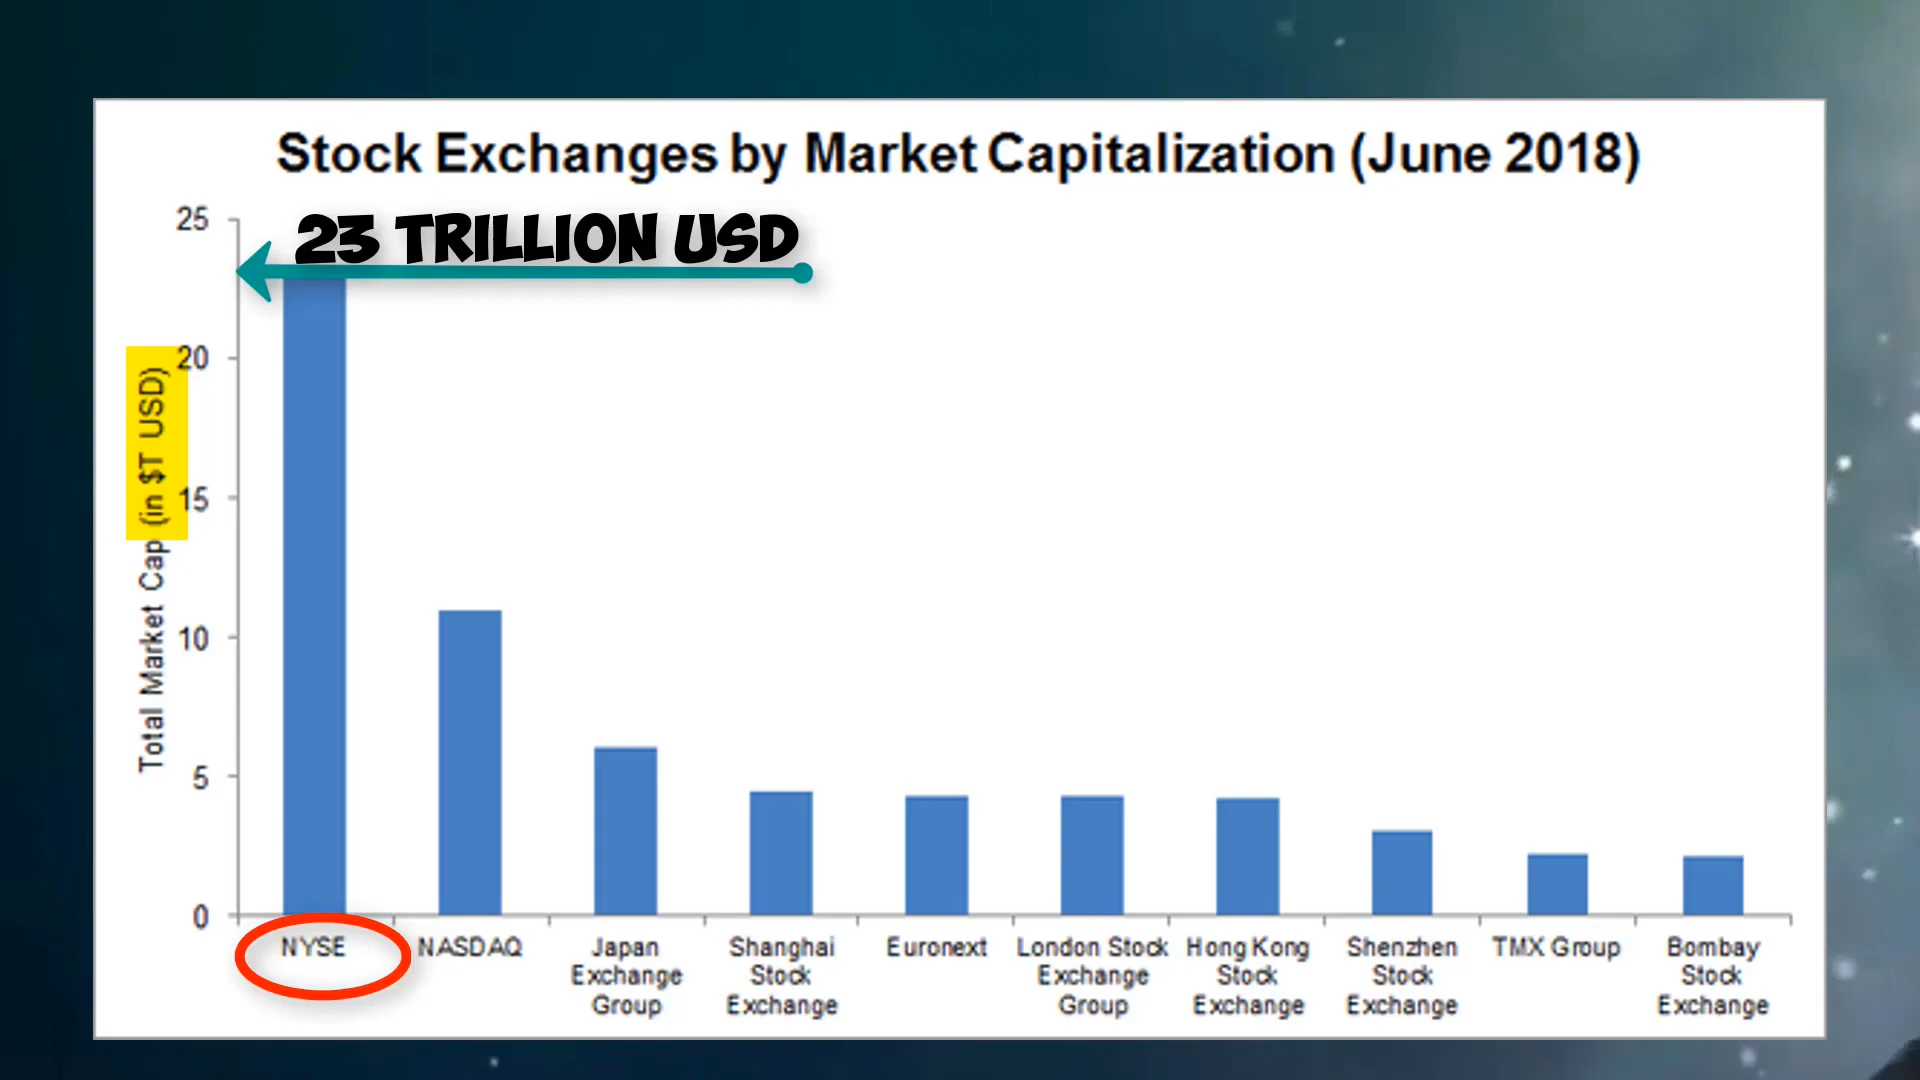 Stock Exchanges by Market Capitalization (June 2018)
23 TRILLION USD
Total Market Cap (in $T USD)
25
20
15
10
5
0
NYSE
NASDAQ
Japan
Exchange
Group
Shanghai
Stock
Exchange
Euronext
London Stock
Exchange
Group
Hong Kong
Stock
Exchange
Shenzhen
Stock
Exchange
TMX Group
Bombay
Stock
Exchange